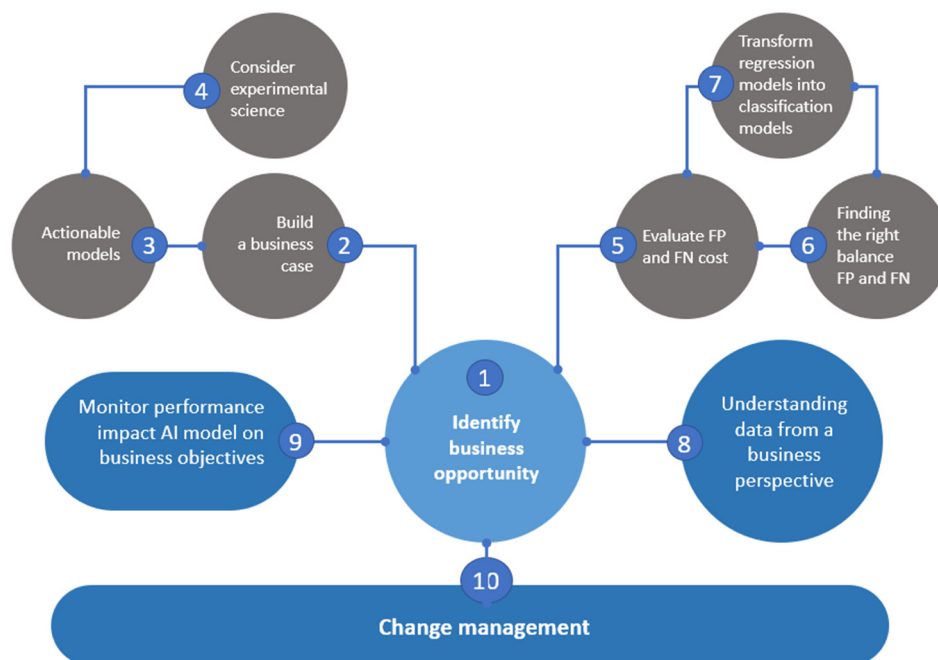 4
Consider
experimental
science
7
Transform
regression
models into
classification
models
Actionable
models
3
Build
a business
case
2
5
Evaluate FP
and FN cost
6
Finding
the right
balance
FP and FN
1
Identify
business
opportunity
Monitor performance
impact AI model on
business objectives
9
8
Understanding
data from a
business
perspective
10
Change management